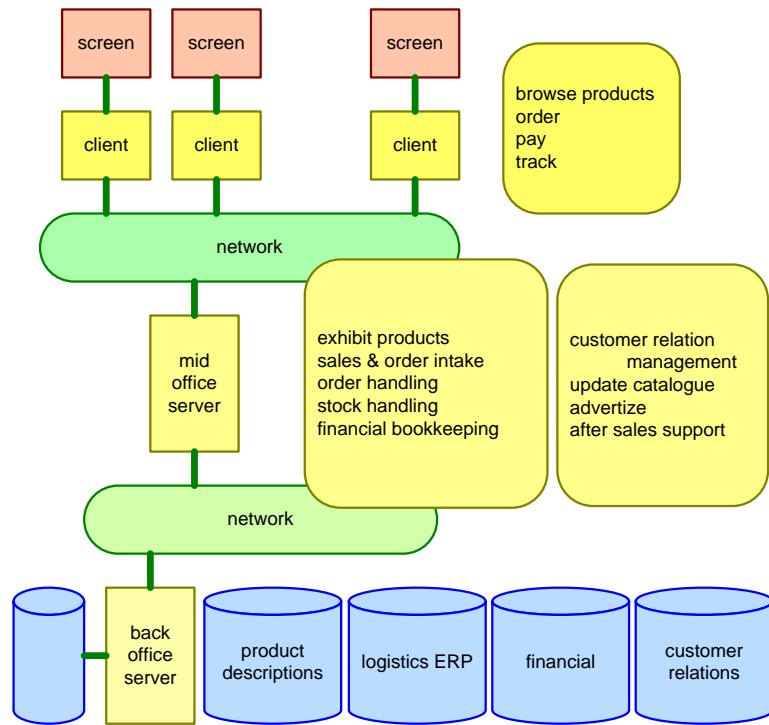 screen
screen
screen
client
client
client
browse products
order
pay
track
network
mid
office
server
exhibit products
sales & order intake
order handling
stock handling
financial bookkeeping
customer relation
management
update catalogue
advertize
after sales support
network
back
office
server
product
descriptions
logistics ERP
financial
customer
relations